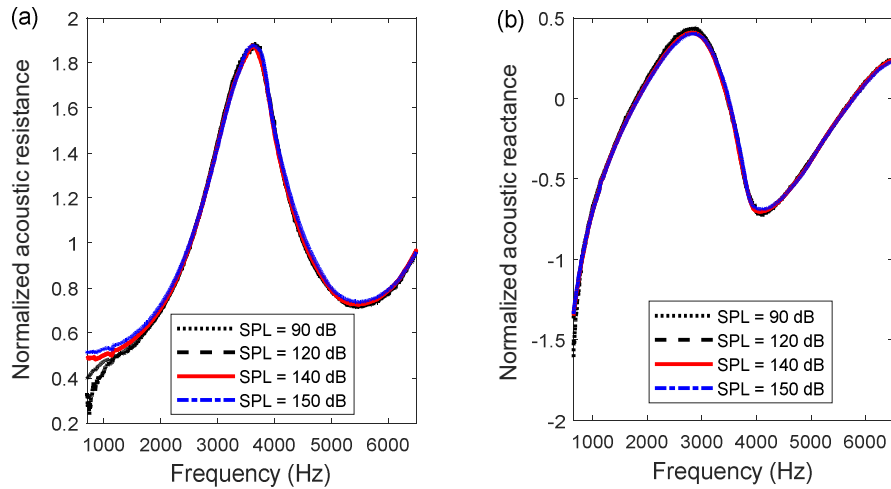 (a)
Normalized acoustic resistance
2
1.8
1.6
1.4
1.2
1
0.8
0.6
0.4
0.2
SPL = 90 dB
SPL = 120 dB
SPL = 140 dB
SPL = 150 dB
1000 2000 3000 4000 5000 6000
Frequency (Hz)
(b)
Normalized acoustic reactance
0.5
0
-0.5
-1
-1.5
-2
SPL = 90 dB
SPL = 120 dB
SPL = 140 dB
SPL = 150 dB
1000 2000 3000 4000 5000 6000
Frequency (Hz)